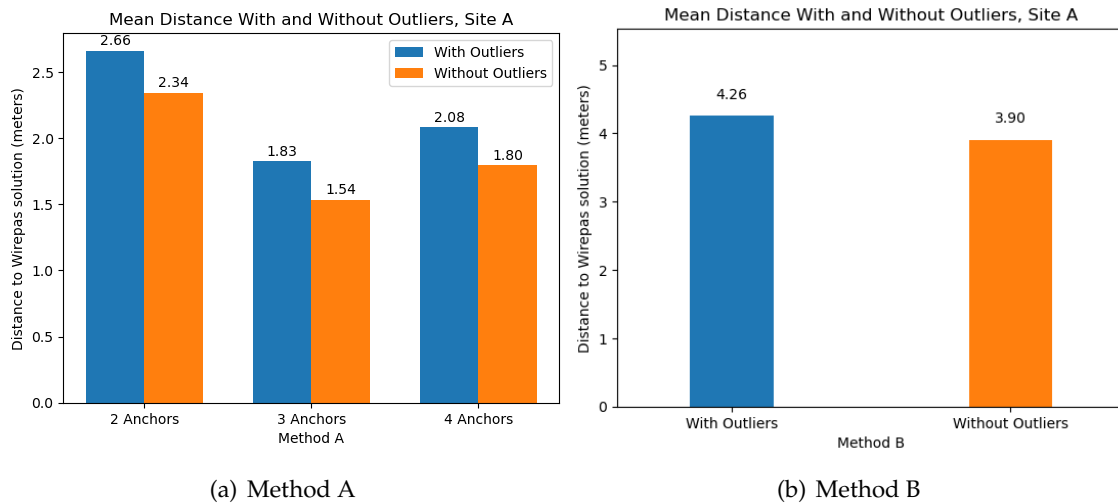 Mean Distance With and Without Outliers, Site A
Distance to Wirepas solution (meters)
2.5
2.0
1.5
1.0
0.5
0.0
2.66
2.34
1.83
1.54
2.08
1.80
With Outliers
Without Outliers
2 Anchors
3 Anchors
4 Anchors
Method A
(a) Method A
Mean Distance With and Without Outliers, Site A
Distance to Wirepas solution (meters)
5
4
3
2
1
0
4.26
3.90
With Outliers
Without Outliers
Method B
(b) Method B